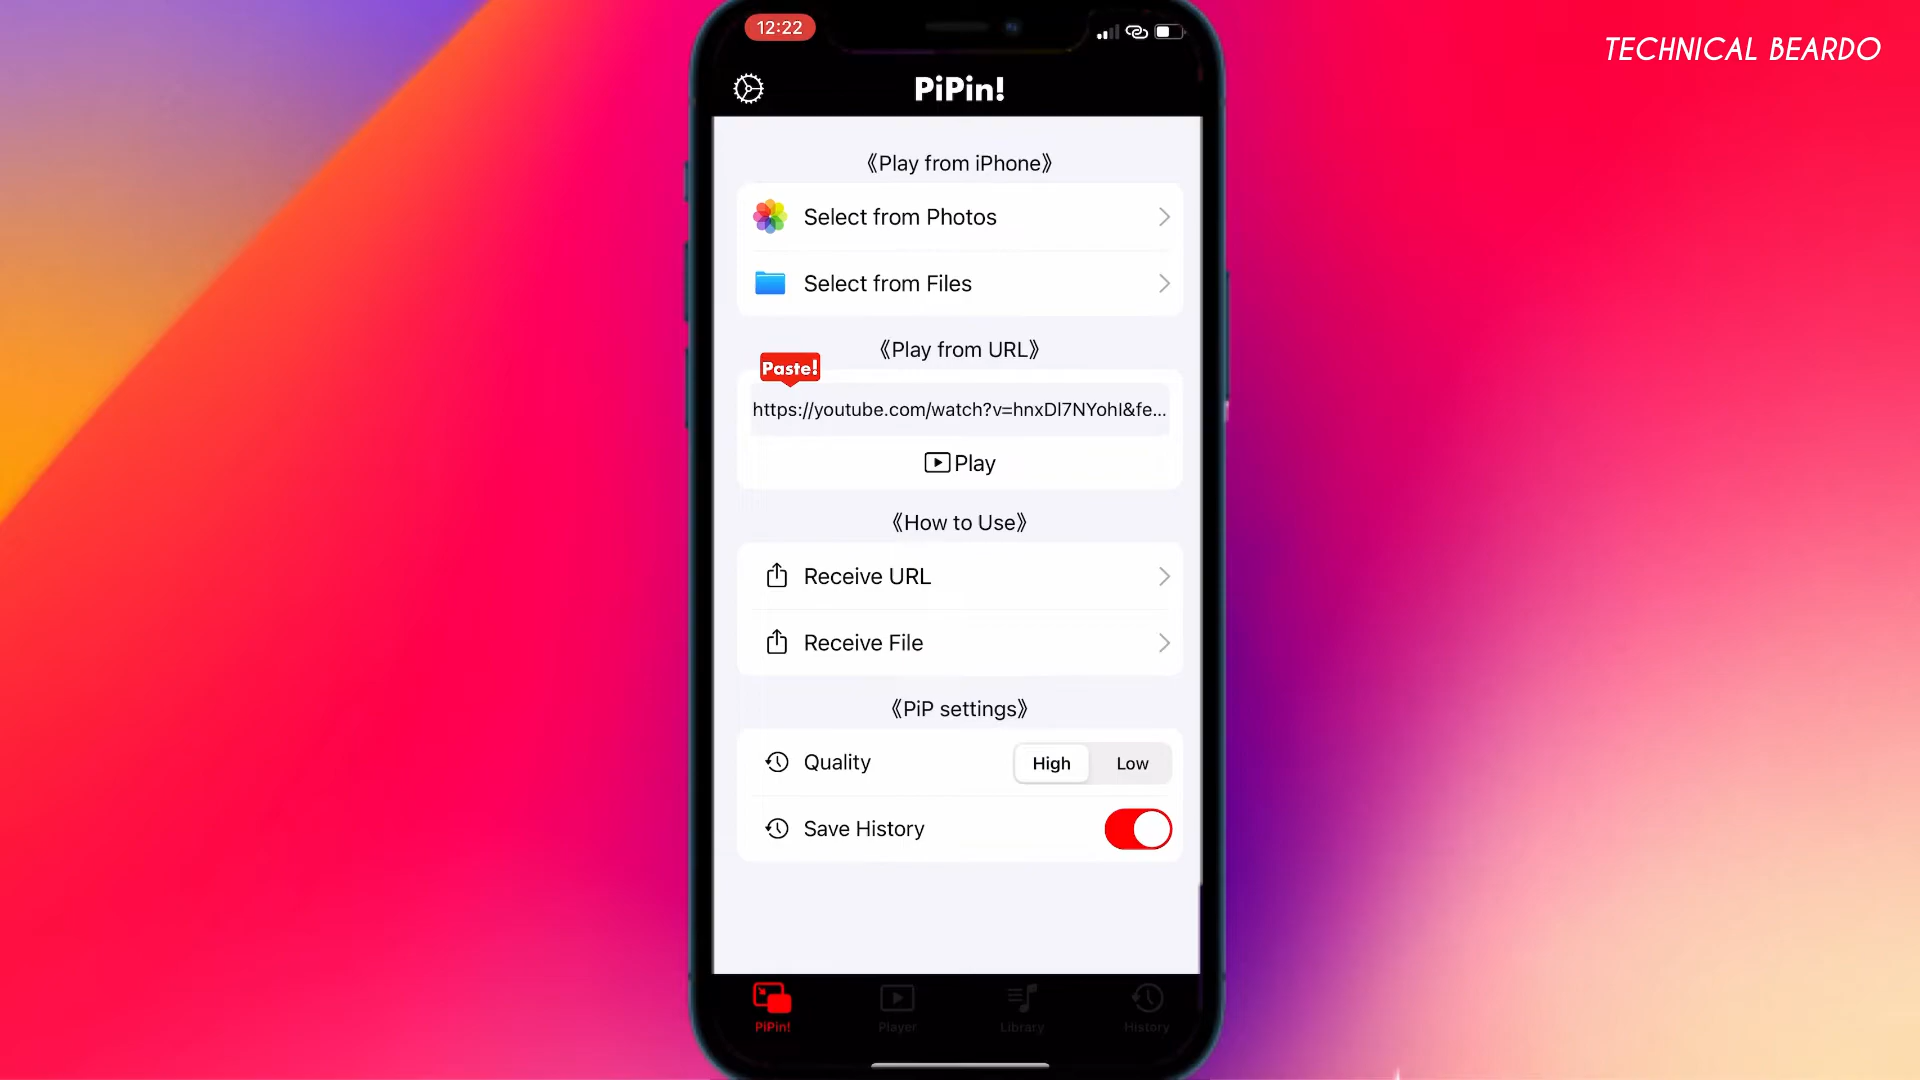 TECHNICAL BEARDO
12:22
PiPin!
《Play from iPhone》
Select from Photos
Select from Files
《Play from URL》
Paste!
https://youtube.com/watch?v=hnxDl7NYohI&fe...
Play
《How to Use》
Receive URL
Receive File
《PiP settings》
Quality
High Low
Save History
PiPin! Player Library History